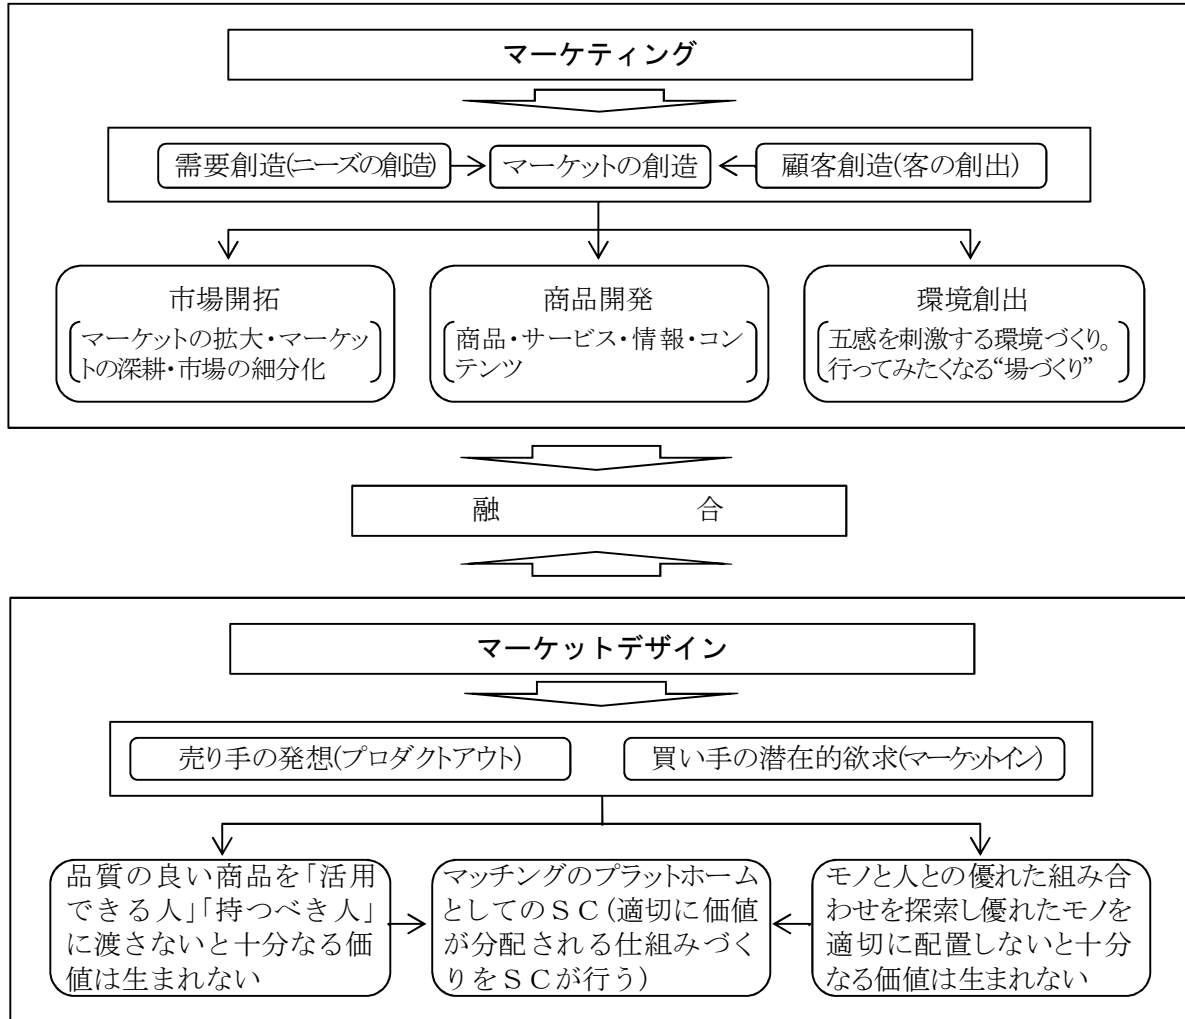 マーケティング
需要創造(ニーズの創造)
マーケットの創造
顧客創造(客の創出)
市場開拓
マーケットの拡大・マーケッ
トの深耕・市場の細分化
商品開発
商品・サービス・情報・コン
テンツ
環境創出
五感を刺激する環境づくり。
行ってみたくなる“場づくり”
融合
マーケットデザイン
売り手の発想(プロダクトアウト)
買い手の潜在的欲求(マーケットイン)
品質の良い商品を「活用
できる人」「持つべき人」
に渡さないと十分なる価
値は生まれない
マッチングのプラットホーム
としてのＳＣ(適切に価値
が分配される仕組みづく
りをＳＣが行う)
モノと人との優れた組み合
わせを探索し優れたモノを
適切に配置しないと十分
なる価値は生まれない